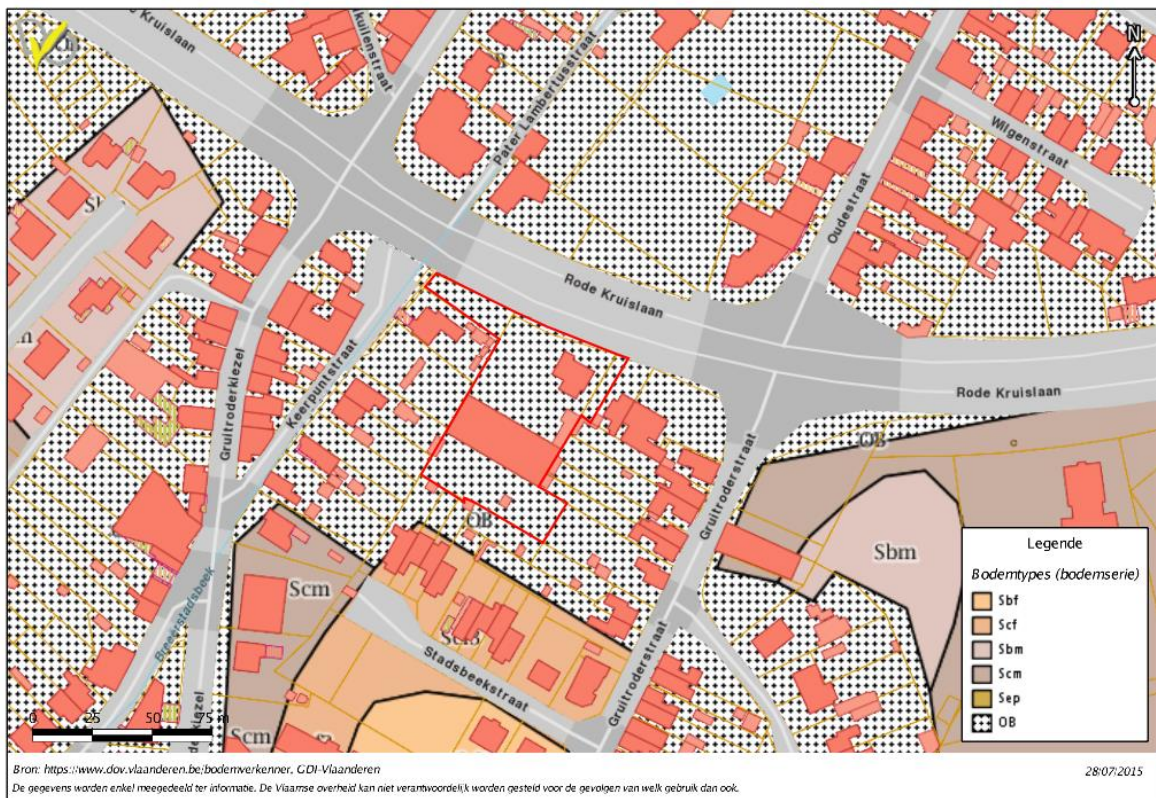 Kruislaan
Pater Lambertusstraat
Wilgenstraat
N
Oudestraat
Rode Kruislaan
Rode Kruislaan
Gruitroderkiezel
Keerpuntstraat
OB
OB
Gruitroderstraat
Sbm
Scm
Stadsbeekstraat
Gruitroderstraat
Scm
0 25 50 75 m
Legende
Bodemtypes (bodemserie)
Sbf
Scf
Sbm
Scm
Sep
OB
Bron: https://www.dov.vlaanderen.be/bodemverkenner, GDI-Vlaanderen
28/07/2015
De gegevens worden enkel meegedeeld ter informatie. De Vlaamse overheid kan niet verantwoordelijk worden gesteld voor de gevolgen van welk gebruik dan ook.